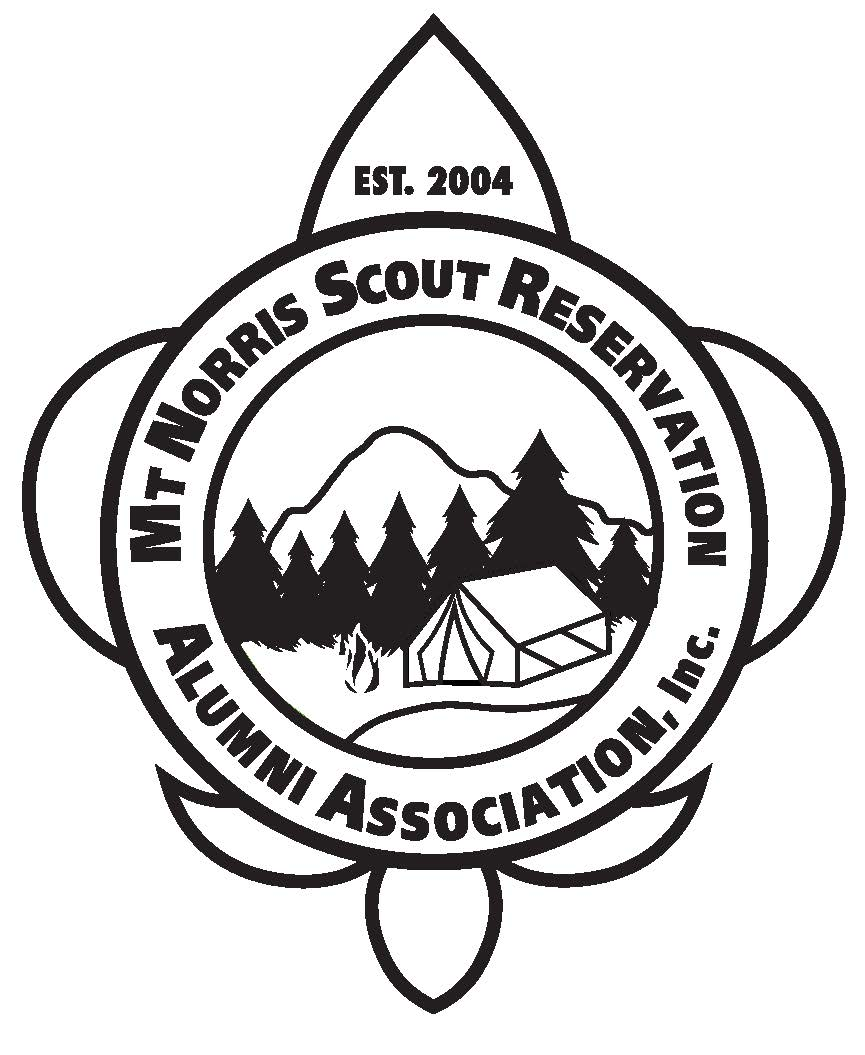 EST. 2004
MT NORRIS SCOUT RESERVATION
ALUMNI ASSOCIATION, Inc.